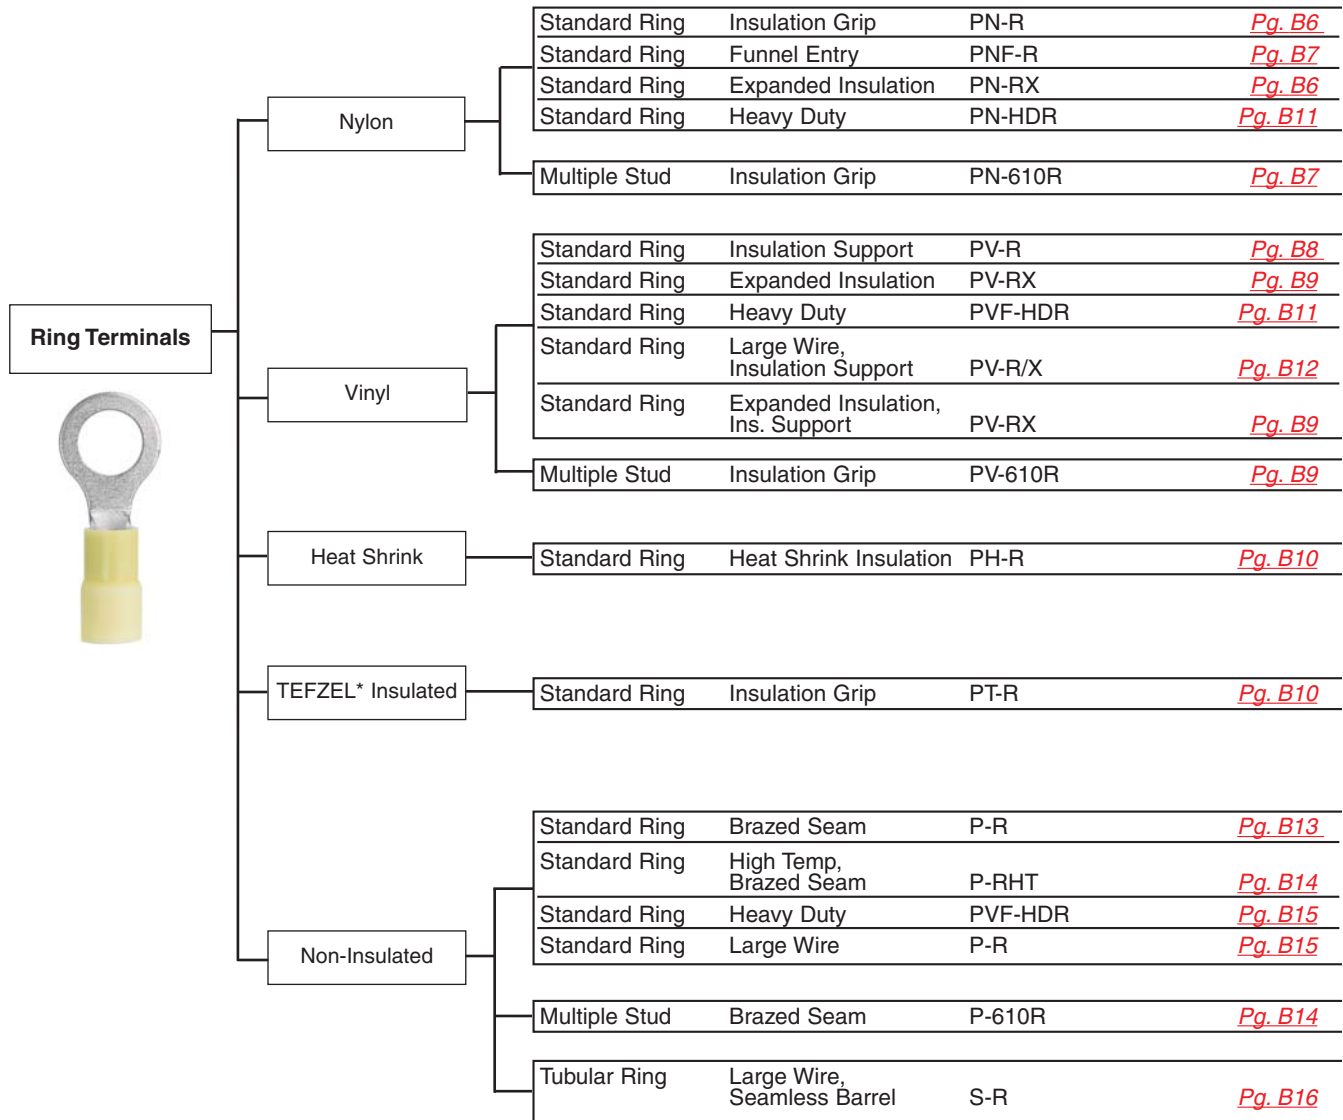 Ring Terminals
Nylon
Standard Ring Insulation Grip PN-R Pg. B6
Standard Ring Funnel Entry PNF-R Pg. B7
Standard Ring Expanded Insulation PN-RX Pg. B6
Standard Ring Heavy Duty PN-HDR Pg. B11
Multiple Stud Insulation Grip PN-610R Pg. B7
Vinyl
Standard Ring Insulation Support PV-R Pg. B8
Standard Ring Expanded Insulation PV-RX Pg. B9
Standard Ring Heavy Duty PVF-HDR Pg. B11
Standard Ring Large Wire,
Insulation Support PV-R/X Pg. B12
Standard Ring Expanded Insulation,
Ins. Support PV-RX Pg. B9
Multiple Stud Insulation Grip PV-610R Pg. B9
Heat Shrink
Standard Ring Heat Shrink Insulation PH-R Pg. B10
TEFZEL* Insulated
Standard Ring Insulation Grip PT-R Pg. B10
Non-Insulated
Standard Ring Brazed Seam P-R Pg. B13
Standard Ring High Temp,
Brazed Seam P-RHT Pg. B14
Standard Ring Heavy Duty PVF-HDR Pg. B15
Standard Ring Large Wire P-R Pg. B15
Multiple Stud Brazed Seam P-610R Pg. B14
Tubular Ring Large Wire,
Seamless Barrel S-R Pg. B16